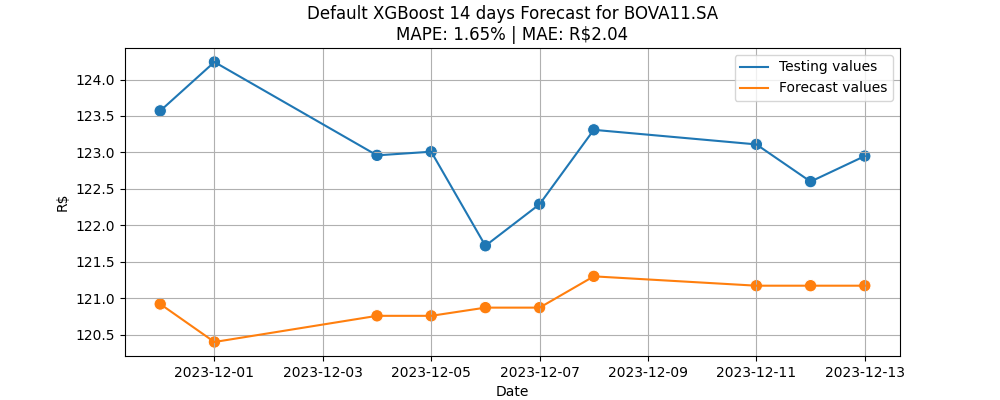 Default XGBoost 14 days Forecast for BOVA11.SA
MAPE: 1.65% | MAE: R$2.04
Testing values
Forecast values
124.0
123.5
123.0
122.5
122.0
121.5
121.0
120.5
R$
2023-12-01 2023-12-03 2023-12-05 2023-12-07 2023-12-09 2023-12-11 2023-12-13
Date